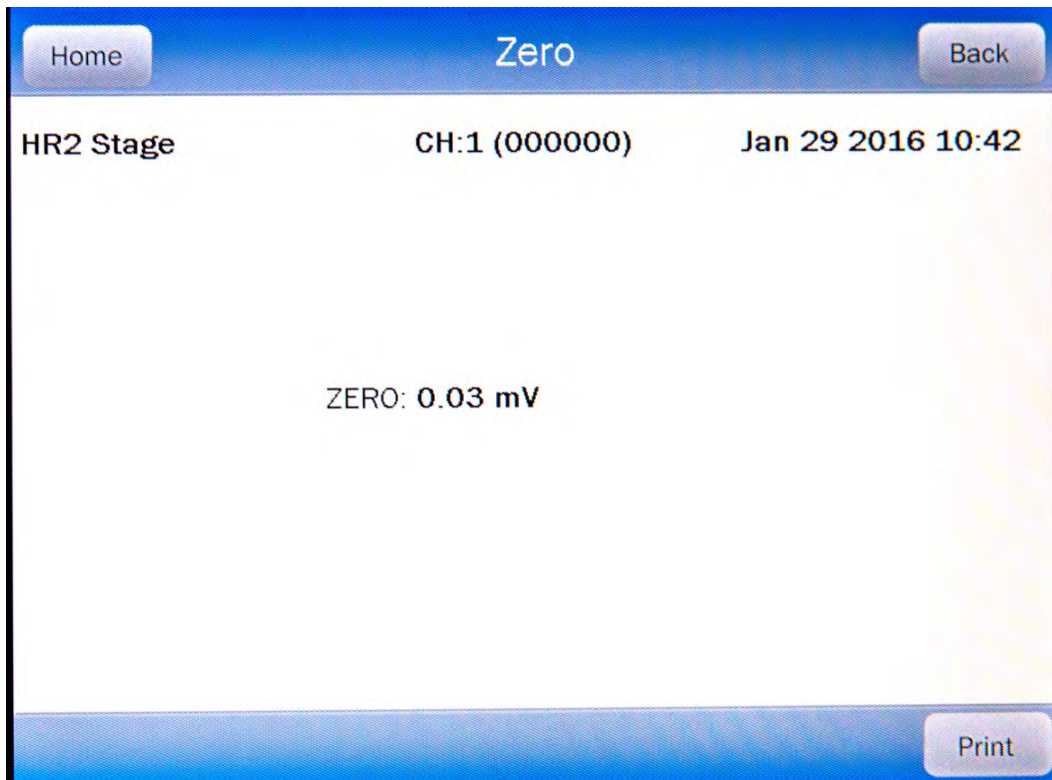 Home Zero Back
HR2 Stage CH:1 (000000) Jan 29 2016 10:42
ZERO: 0.03 mV
Print